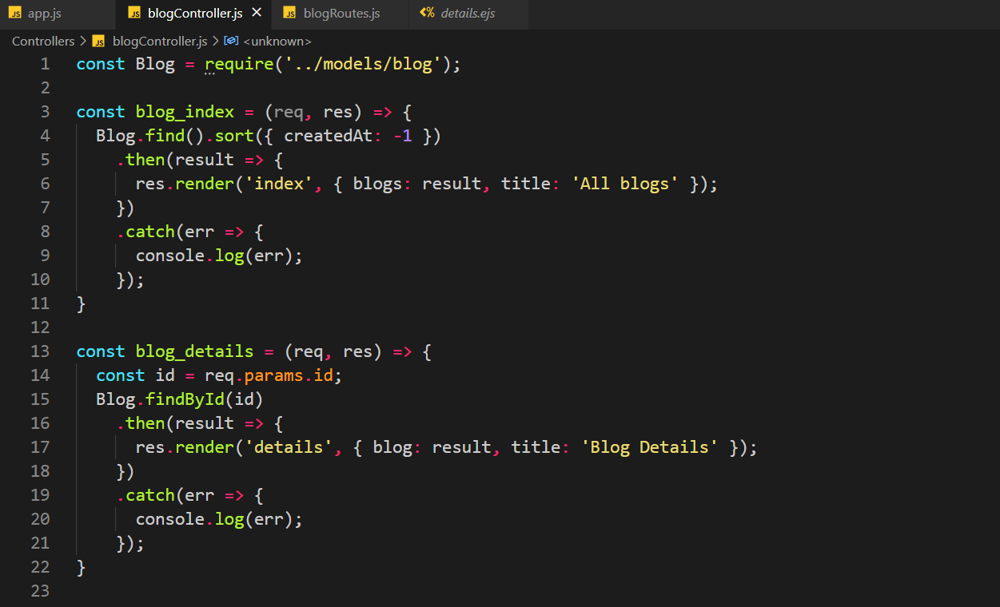 JS app.js JS blogController.js × JS blogRoutes.js <% details.ejs
Controllers > JS blogController.js > <unknown>
1 const Blog = require('../models/blog');
2
3 const blog_index = (req, res) => {
4   Blog.find().sort({ createdAt: -1 })
5     .then(result => {
6       res.render('index', { blogs: result, title: 'All blogs' });
7     })
8     .catch(err => {
9       console.log(err);
10     });
11 }
12
13 const blog_details = (req, res) => {
14   const id = req.params.id;
15   Blog.findById(id)
16     .then(result => {
17       res.render('details', { blog: result, title: 'Blog Details' });
18     })
19     .catch(err => {
20       console.log(err);
21     });
22 }
23